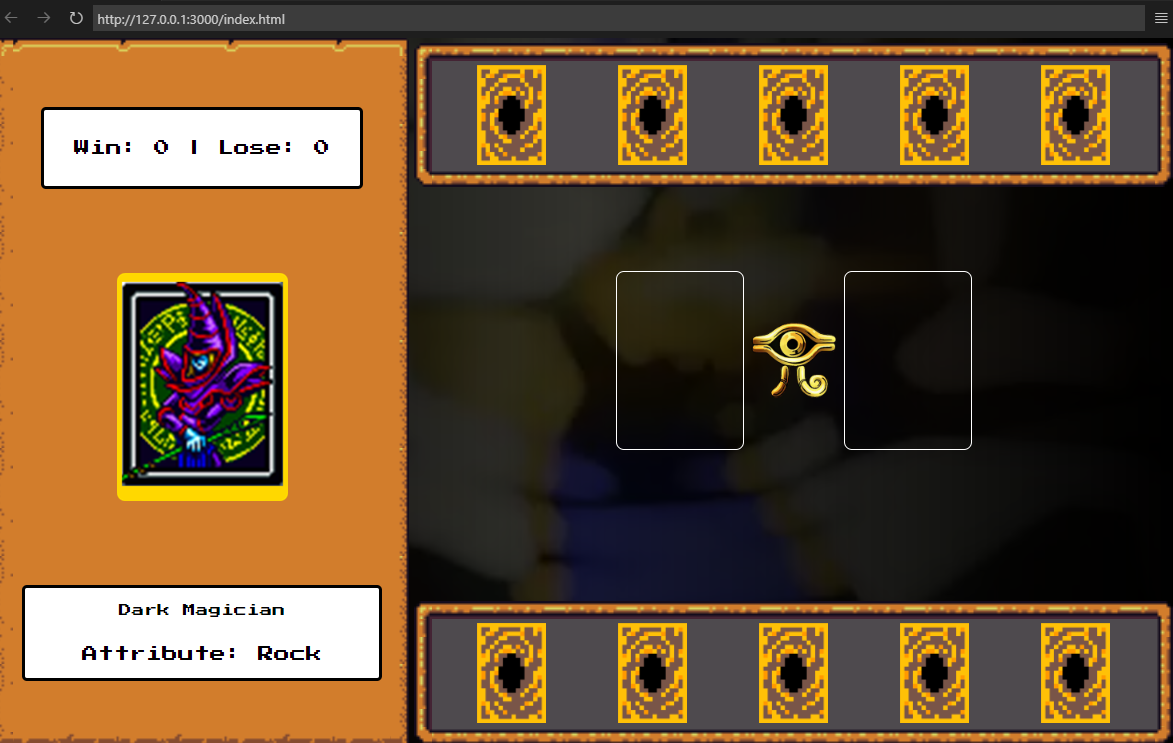 http://127.0.0.1:3000/index.html
Win: 0 | Lose: 0
Dark Magician
Attribute: Rock